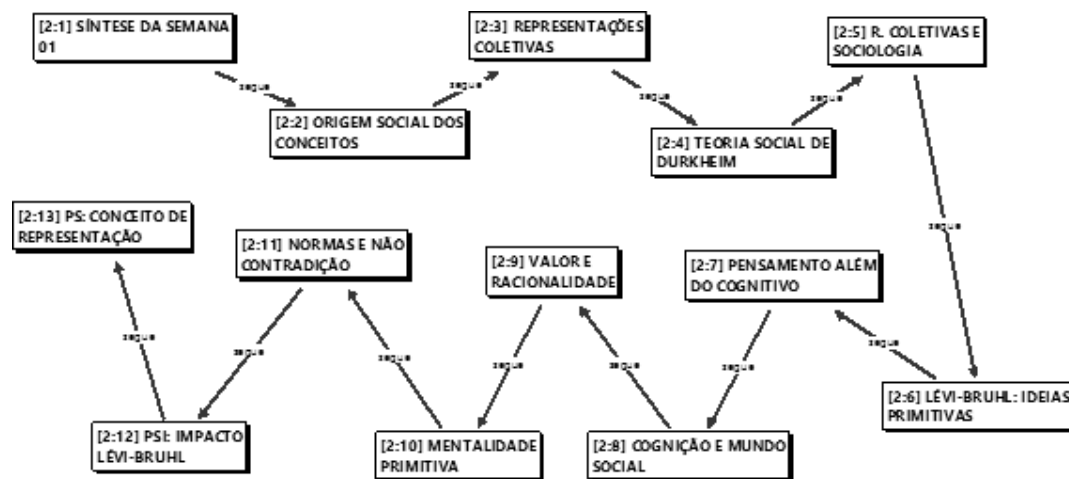 [2:1] SÍNTESE DA SEMANA
01
segue
[2:2] ORIGEM SOCIAL DOS
CONCEITOS
segue
[2:3] REPRESENTAÇÕES
COLETIVAS
segue
[2:4] TEORIA SOCIAL DE
DURKHEIM
segue
[2:5] R. COLETIVAS E
SOCIOLOGIA
segue
[2:6] LÉVI-BRUHL: IDEIAS
PRIMITIVAS
segue
[2:7] PENSAMENTO ALÉM
DO COGNITIVO
segue
[2:8] COGNIÇÃO E MUNDO
SOCIAL
segue
[2:9] VALOR E
RACIONALIDADE
segue
[2:10] MENTALIDADE
PRIMITIVA
segue
[2:11] NORMAS E NÃO
CONTRADIÇÃO
segue
[2:12] PSI: IMPACTO
LÉVI-BRUHL
segue
[2:13] PS: CONCEITO DE
REPRESENTAÇÃO